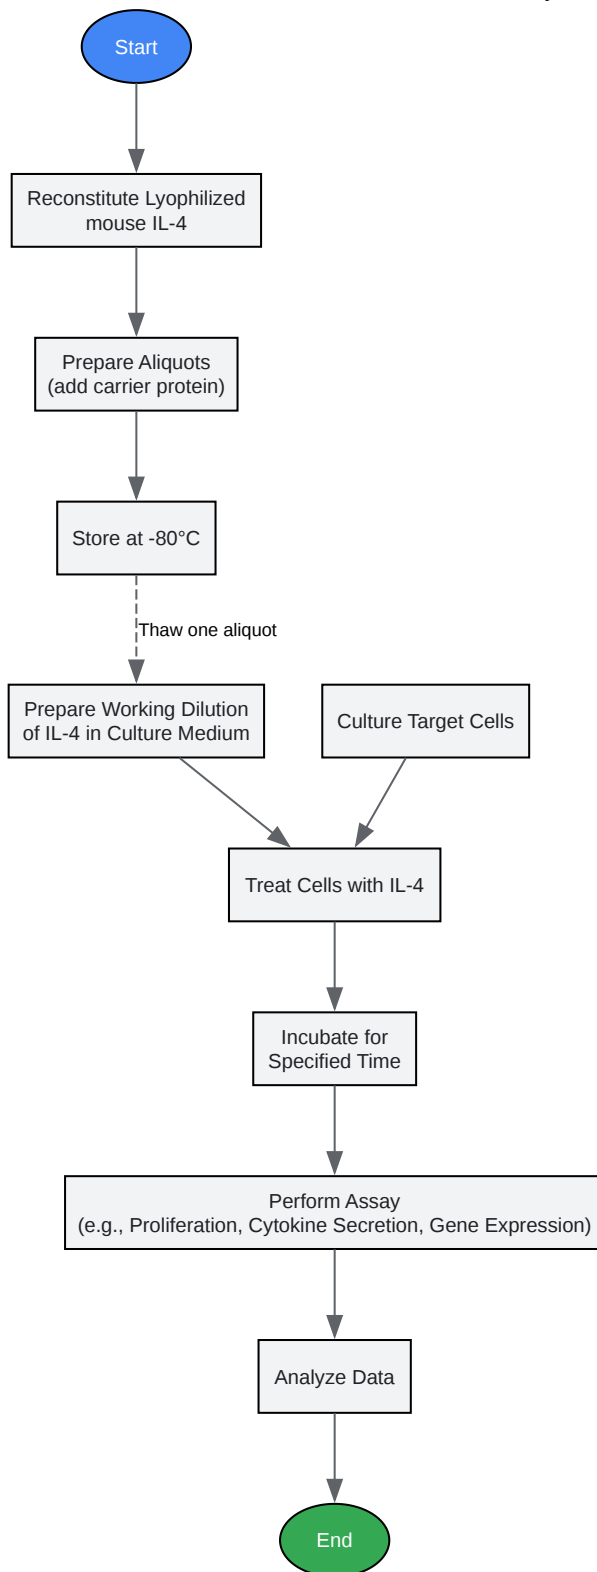 Start
Reconstitute Lyophilized
mouse IL-4
Prepare Aliquots
(add carrier protein)
Store at -80°C
Thaw one aliquot
Prepare Working Dilution
of IL-4 in Culture Medium
Culture Target Cells
Treat Cells with IL-4
Incubate for
Specified Time
Perform Assay
(e.g., Proliferation, Cytokine Secretion, Gene Expression)
Analyze Data
End